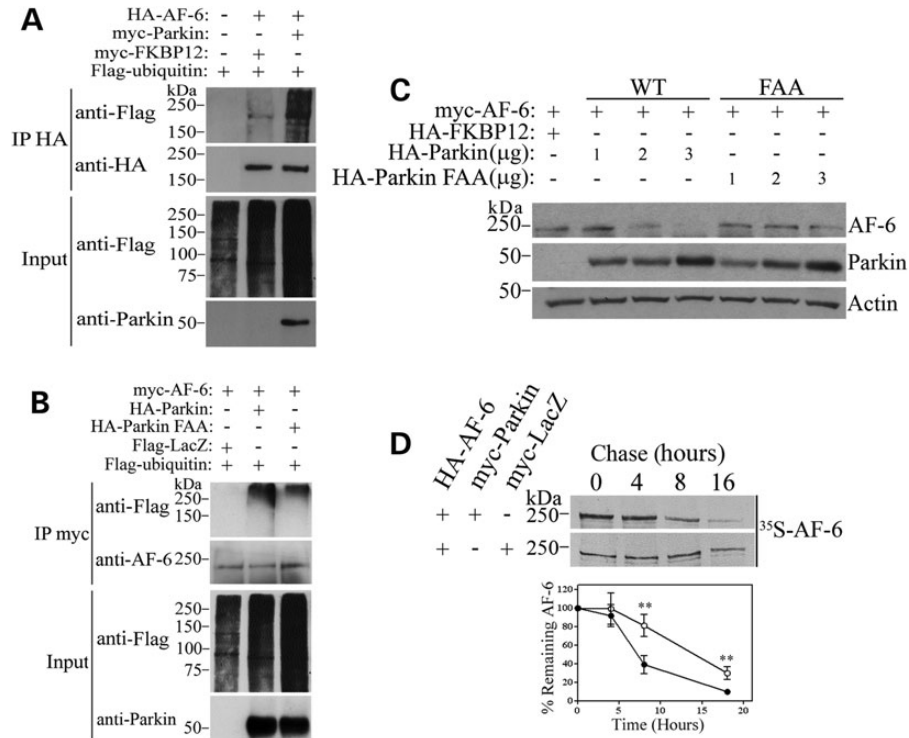 A
HA-AF-6: - + +
myc-Parkin: - - +
myc-FKBP12: - + -
Flag-ubiquitin: + + +
kDa
IP HA
anti-Flag
250
150
anti-HA
150
Input
anti-Flag
250
150
100
75
anti-Parkin
50
B
myc-AF-6: + + +
HA-Parkin: - + -
HA-Parkin FAA: - - +
Flag-LacZ: + - -
Flag-ubiquitin: + + +
kDa
IP myc
anti-Flag
250
150
anti-AF-6
250
Input
anti-Flag
250
150
100
75
anti-Parkin
50
C
WT FAA
myc-AF-6: + + + + + + +
HA-FKBP12: + - - - - - -
HA-Parkin(µg): - 1 2 3 - - -
HA-Parkin FAA(µg): - - - - 1 2 3
kDa
250 AF-6
50 Parkin
50 Actin
D
HA-AF-6
myc-Parkin
myc-LacZ
Chase (hours)
0 4 8 16
kDa
+ + - 250
+ - + 250
35S-AF-6
% Remaining AF-6
120
100
80
60
40
20
0
** **
0 5 10 15 20
Time (Hours)